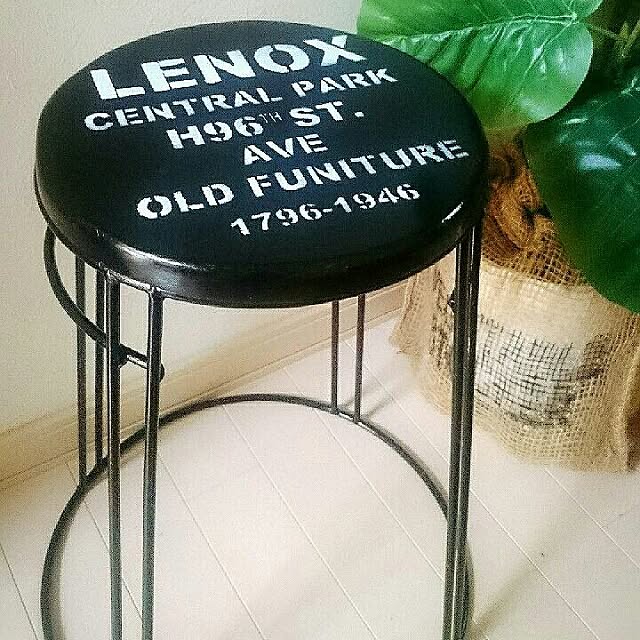 LENOX
CENTRAL PARK
H96TH ST.
AVE
OLD FUNITURE
1796-1946